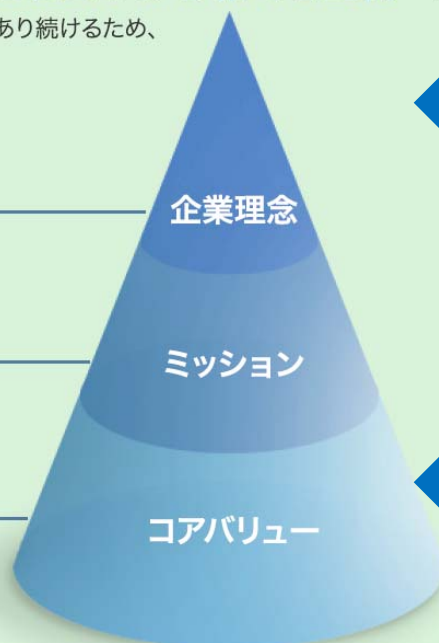 あり続けるため、
企業理念
ミッション
コアバリュー